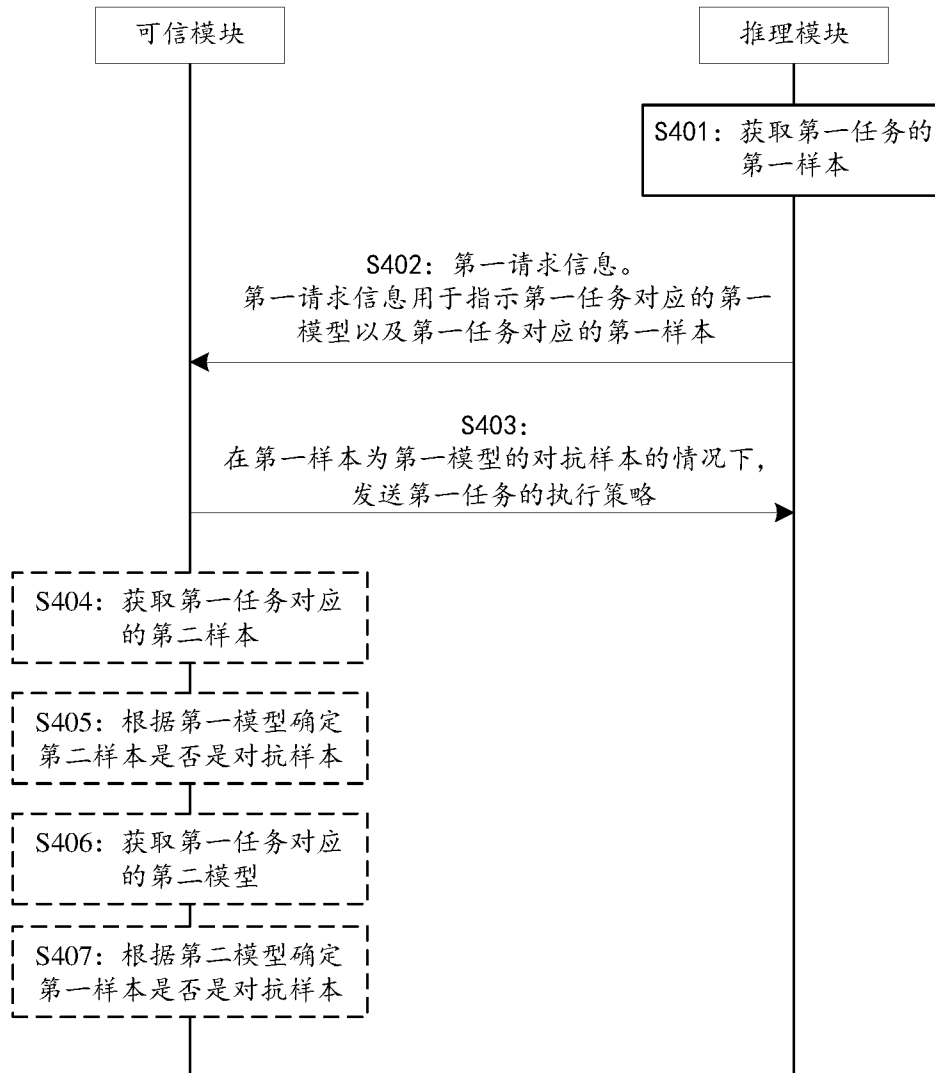 可信模块
推理模块
S401：获取第一任务的
第一样本
S402：第一请求信息。
第一请求信息用于指示第一任务对应的第一
模型以及第一任务对应的第一样本
S403：
在第一样本为第一模型的对抗样本的情况下，
发送第一任务的执行策略
S404：获取第一任务对应
的第二样本
S405：根据第一模型确定
第二样本是否是对抗样本
S406：获取第一任务对应
的第二模型
S407：根据第二模型确定
第一样本是否是对抗样本